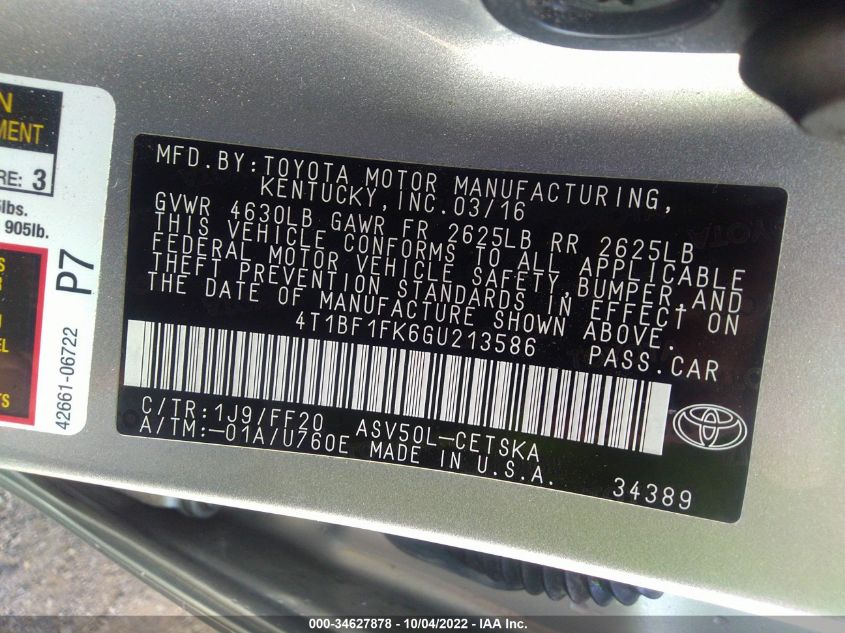 N
MENT
RE: 3
lbs.
905lb.
P7
42661-06722
S
R
EL
TS
MFD.BY:TOYOTA MOTOR MANUFACTURING,
KENTUCKY,INC.03/16
GVWR 4630LB GAWR FR 2625LB RR 2625LB
THIS VEHICLE CONFORMS TO ALL APPLICABLE
FEDERAL MOTOR VEHICLE SAFETY,BUMPER,AND
THEFT PREVENTION STANDARDS IN EFFECT ON
THE DATE OF MANUFACTURE SHOWN ABOVE.
4T1BF1FK6GU213586 PASS.CAR
C/TR:1J9/FF20 ASV50L-CETSKA
A/TM:-01A/U760E MADE IN U.S.A.
34389
000-34627878 - 10/04/2022 - IAA Inc.